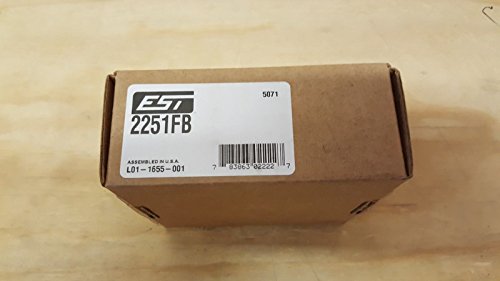 EST
5071
2251FB
ASSEMBLED IN U.S.A.
L01-1655-001
7 83863 02222 7